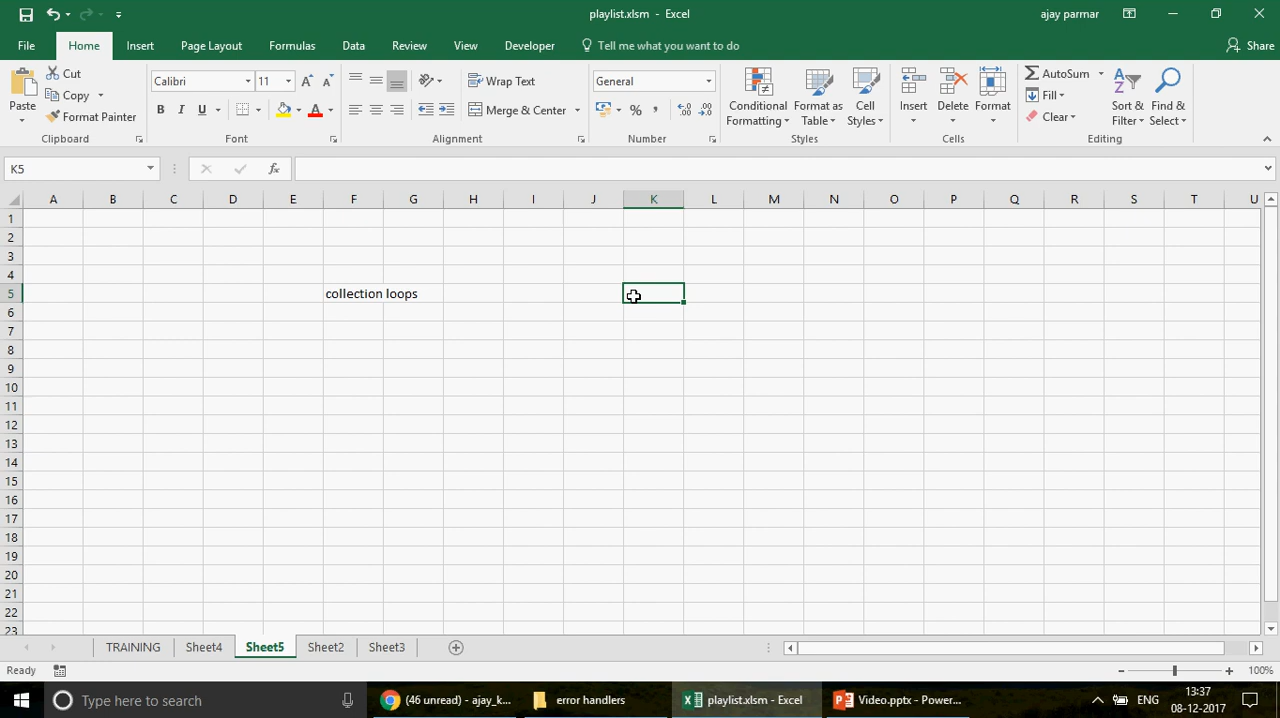 playlist.xlsm - Excel
ajay parmar
File Home Insert Page Layout Formulas Data Review View Developer Tell me what you want to do Share
Paste
Cut
Copy
Format Painter
Clipboard
Calibri 11
B I U
Font
Wrap Text
Merge & Center
Alignment
General
%
Number
Conditional Formatting
Format as Table
Cell Styles
Styles
Insert
Delete
Format
Cells
AutoSum
Fill
Clear
Sort & Filter
Find & Select
Editing
K5
fx
A B C D E F G H I J K L M N O P Q R S T U
1
2
3
4
5 collection loops
6
7
8
9
10
11
12
13
14
15
16
17
18
19
20
21
22
23
TRAINING Sheet4 Sheet5 Sheet2 Sheet3
Ready
100%
Type here to search
(46 unread) - ajay_k...
error handlers
playlist.xlsm - Excel
Video.pptx - Power...
ENG
13:37
08-12-2017